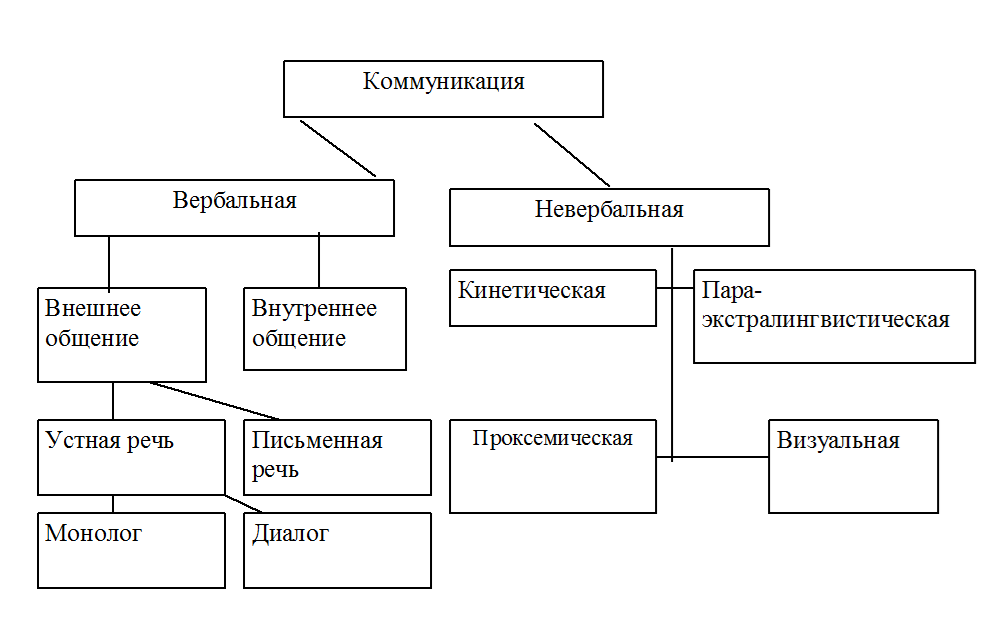 Коммуникация
Вербальная
Невербальная
Внешнее
общение
Внутреннее
общение
Кинетическая
Пара-
экстралингвистическая
Устная речь
Письменная
речь
Проксемическая
Визуальная
Монолог
Диалог